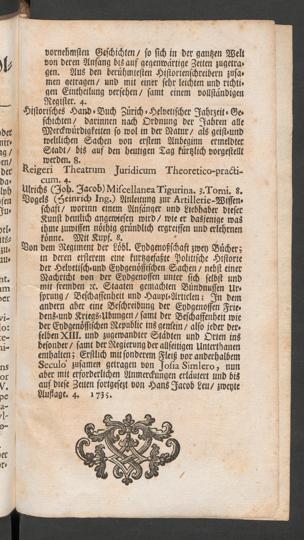 vornehmsten Geschichten / so sich in der gantzen Welt
von deren Anfang bis auf gegenwärtige Zeiten zugetra-
gen. Aus den berühmtesten Historienschreibern zusa-
men getragen / und mit einer sehr leichten und richti-
gen Eintheilung versehen / samt einem vollständigen
Register. 4.
Historisches Hand-Buch Zürich-Helvetischer Jahrzeit-Ge-
schichten / darinnen nach Ordnung der Jahren alle
Merckwürdigkeiten so wol in der Natur / als geist-und
weltlichen Sachen von erstem Anbeginn ermeldter
Stadt / bis auf den heutigen Tag kürtzlich vorgestellt
werden. 8.
Reigeri Theatrum Juridicum Theoretico-practi-
cum. 4.
Ulrichs (Joh. Jacob) Miscellanea Tigurina. 3. Tomi. 8.
Vogels (Heinrich Ing.) Anleitung zur Artillerie-Wissen-
schaft / worinn einem Anfänger und Liebhaber dieser
Kunst deutlich angewiesen wird / wie er dasjenige was
ihme zuwissen nöthig gründlich ergreiffen und erlehrnen
könne. Mit Kupf. 8.
Von dem Regiment der Löbl. Eydgenoßschaft zwey Bücher;
in deren ersterem eine kurtzgefaßte Politische Historie
der Helvetisch-und Eydgenößischen Sachen / nebst einer
Nachricht von der Eydgenossen unter sich selbst und
mit fremden ꝛc. Staaten gemachten Bündnussen Ur-
sprung / Beschaffenheit und Haupt-Articlen: In dem
andern aber eine Beschreibung der Eydgenossen Frie-
dens-und Kriegs-Ubungen / samt der Beschaffenheit wie
der Eydgenößischen Republic ins gemein / also jeder der-
selben XIII. und zugewandter Städten und Orten ins
besonder / samt der Regierung der allseitigen Unterthanen
enthalten; Erstlich mit sonderem Fleiß vor anderthalbem
Seculô zusamen getragen von Josia Simlero, nun
aber mit erforderlichen Anmerckungen erläutert und bis
auf diese Zeiten fortgesetzt von Hans Jacob Leu / zweyte
Auflage. 4. 1735.